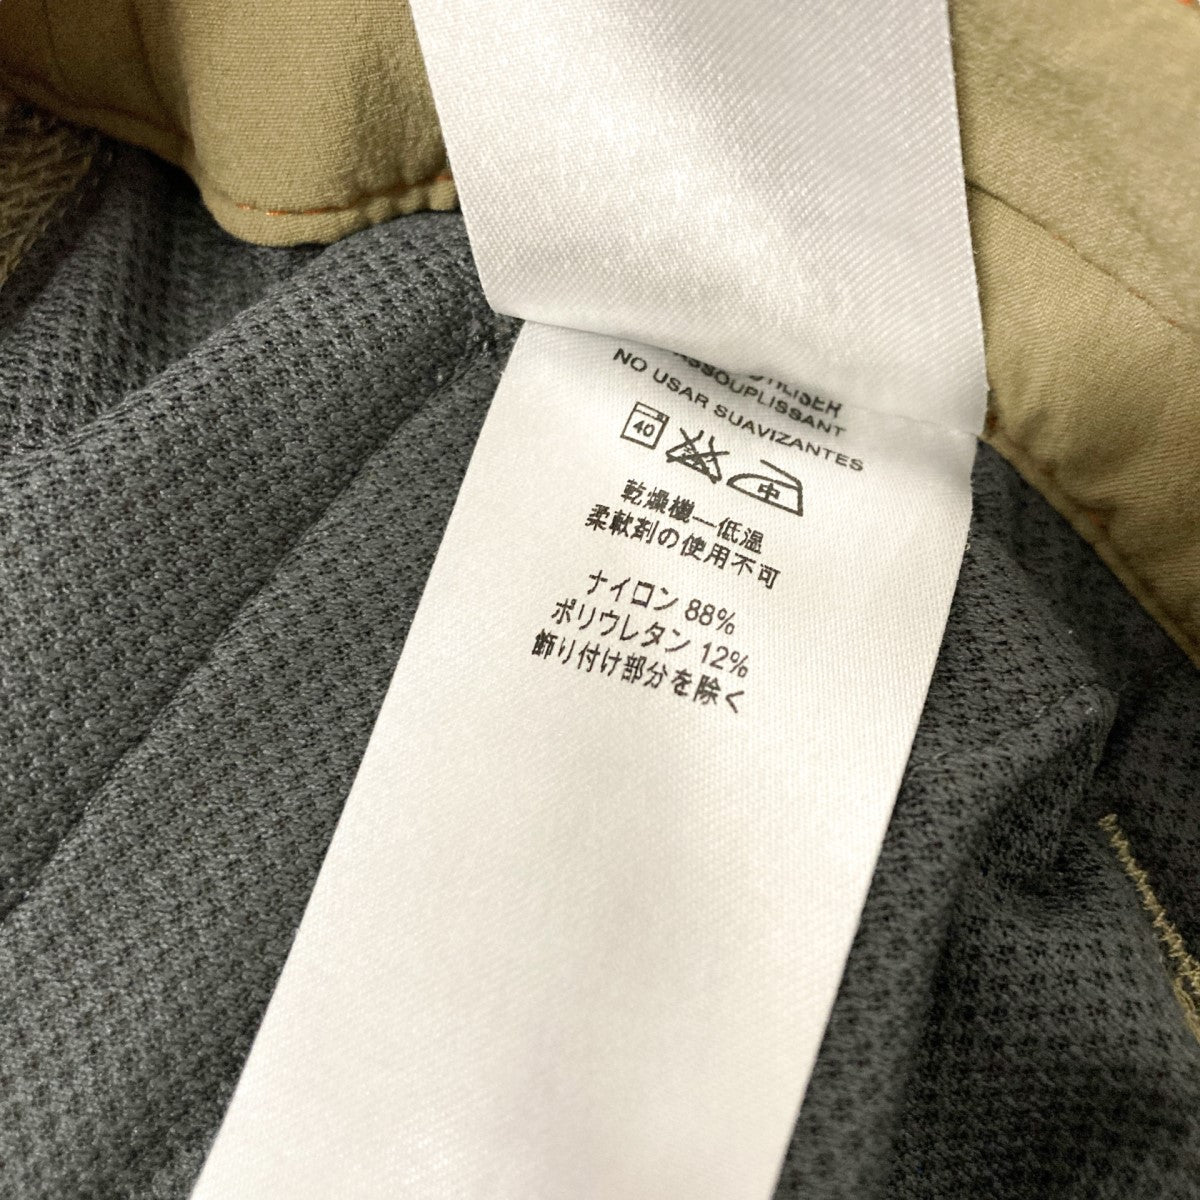 ASSOUPLISSANT
NO USAR SUAVIZANTES
40 中
乾燥機—低温
柔軟剤の使用不可
ナイロン 88%
ポリウレタン 12%
飾り付け部分を除く